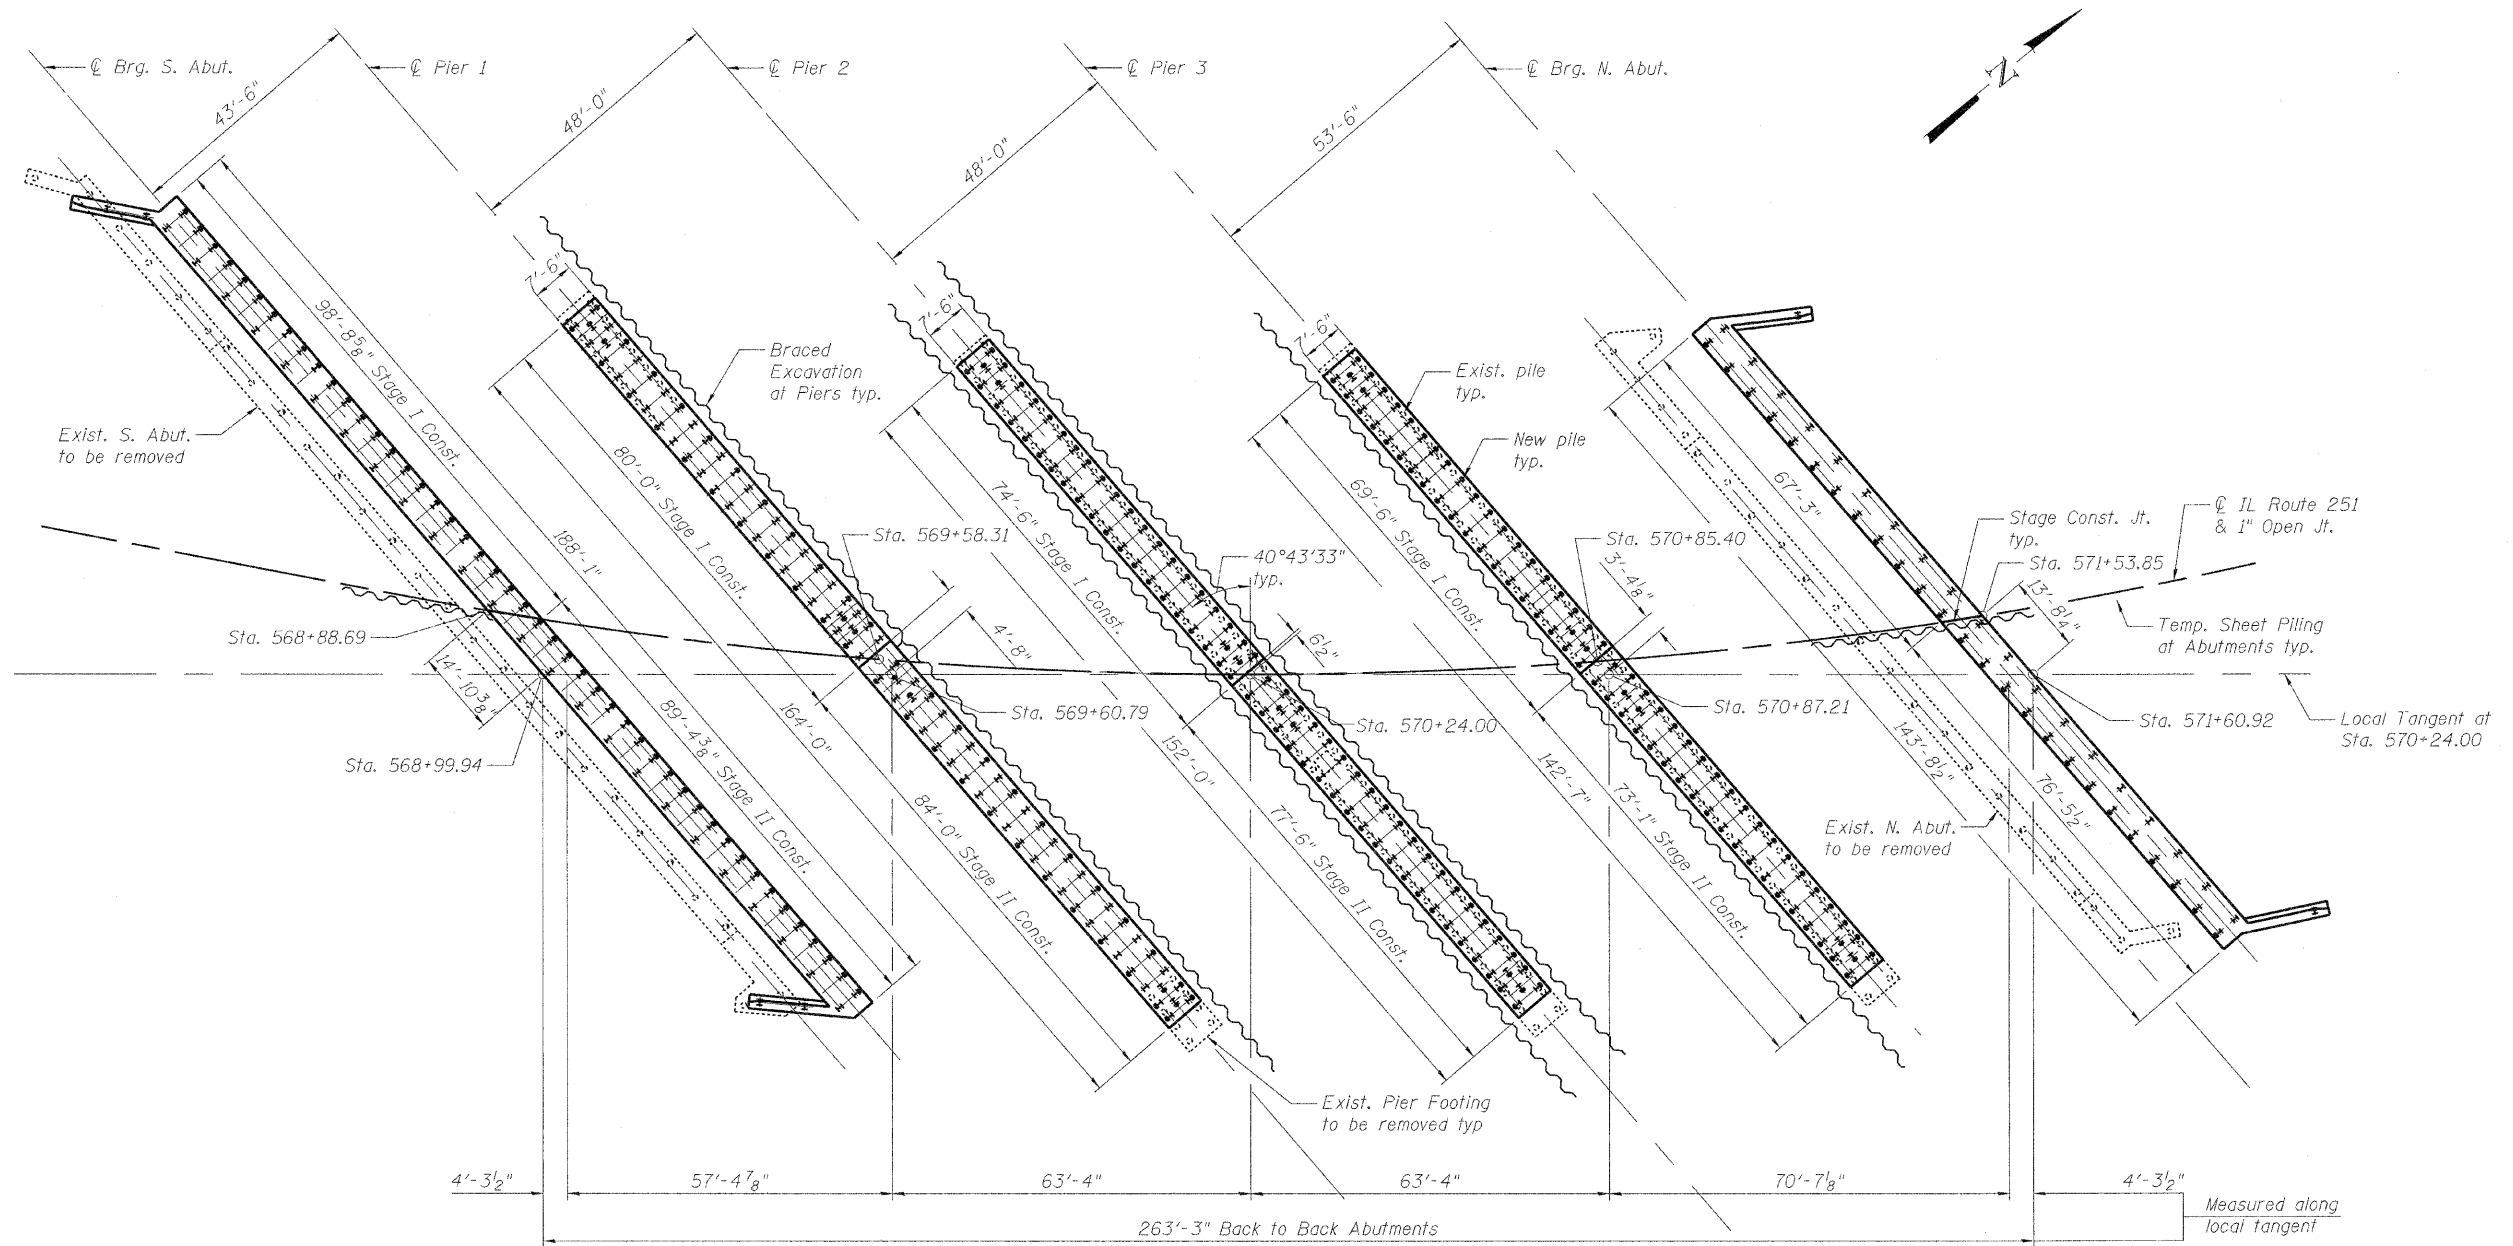 ℄ Brg. S. Abut.
℄ Pier 1
℄ Pier 2
℄ Pier 3
℄ Brg. N. Abut.
N
43'-6"
48'-0"
48'-0"
53'-6"
7'-6"
7'-6"
7'-6"
Braced
Excavation
at Piers typ.
Exist. pile
typ.
New pile
typ.
Exist. S. Abut.
to be removed
98'-8⅝" Stage I Const.
188'-1"
89'-4⅜" Stage II Const.
80'-0" Stage I Const.
164'-0"
84'-0" Stage II Const.
74'-6" Stage I Const.
152'-0"
77'-6" Stage II Const.
69'-6" Stage I Const.
142'-7"
73'-1" Stage II Const.
67'-3"
143'-8½"
76'-5½"
Sta. 569+58.31
40°43'33"
typ.
Sta. 570+85.40
3'-4⅛"
Stage Const. Jt.
typ.
℄ IL Route 251
& 1" Open Jt.
Sta. 571+53.85
13'-8¼"
Sta. 568+88.69
14'-10⅜"
Sta. 568+99.94
4'-8"
6½"
Temp. Sheet Piling
at Abutments typ.
Sta. 569+60.79
Sta. 570+24.00
Sta. 570+87.21
Sta. 571+60.92
Local Tangent at
Sta. 570+24.00
Exist. N. Abut.
to be removed
Exist. Pier Footing
to be removed typ
4'-3½"
57'-4⅞"
63'-4"
63'-4"
70'-7⅛"
4'-3½"
Measured along
local tangent
263'-3" Back to Back Abutments